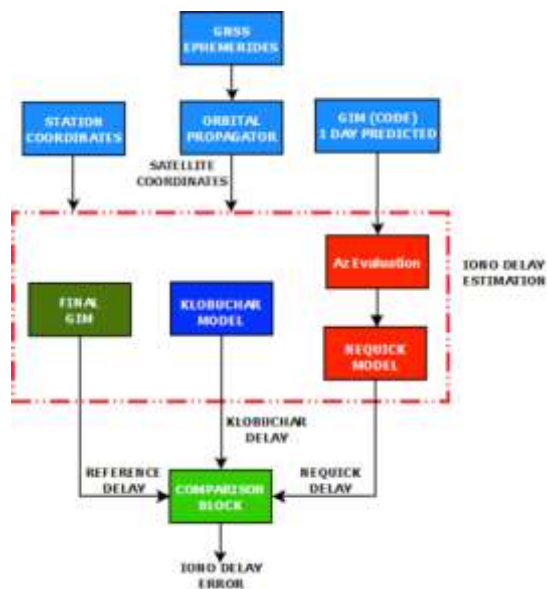 GNSS
EPHEMERIDES
STATION
COORDINATES
ORBITAL
PROPAGATOR
GIM (CODE)
1 DAY PREDICTED
SATELLITE
COORDINATES
Az Evaluation
IONO DELAY
ESTIMATION
FINAL
GIM
KLOBUCHAR
MODEL
NEQUICK
MODEL
KLOBUCHAR
DELAY
REFERENCE
DELAY
NEQUICK
DELAY
COMPARISON
BLOCK
IONO DELAY
ERROR